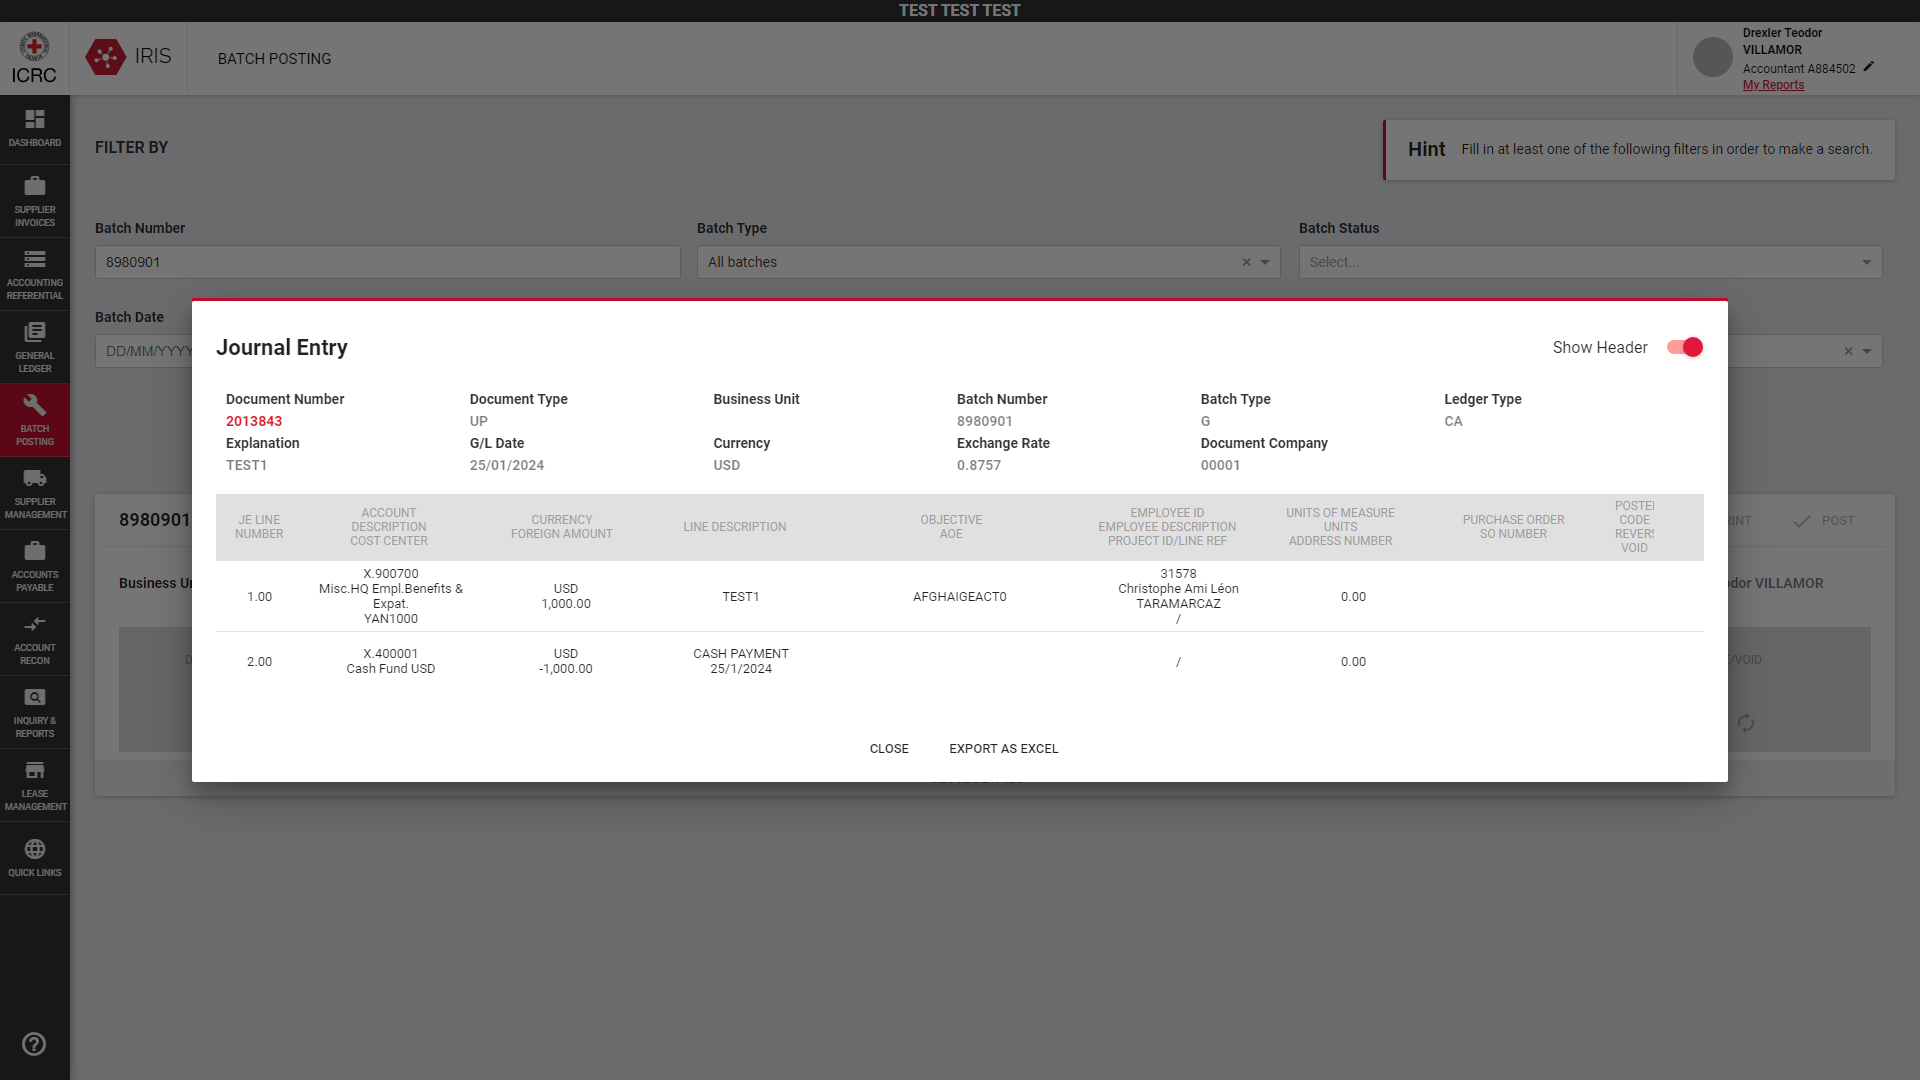 TEST TEST TEST
ICRC
IRIS
BATCH POSTING
Drexler Teodor
VILLAMOR
Accountant A884502
My Reports
DASHBOARD
SUPPLIER
INVOICES
ACCOUNTING
REFERENTIAL
GENERAL
LEDGER
BATCH
POSTING
SUPPLIER
MANAGEMENT
ACCOUNTS
PAYABLE
ACCOUNT
RECON
INQUIRY &
REPORTS
LEASE
MANAGEMENT
QUICK LINKS
FILTER BY
Hint Fill in at least one of the following filters in order to make a search.
Batch Number
8980901
Batch Type
All batches
Batch Status
Select...
Batch Date
DD/MM/YYYY
8980901
RINT
POST
Business Un
odor VILLAMOR
D
E/VOID
Journal Entry
Show Header
Document Number
2013843
Document Type
UP
Business Unit
Batch Number
8980901
Batch Type
G
Ledger Type
CA
Explanation
TEST1
G/L Date
25/01/2024
Currency
USD
Exchange Rate
0.8757
Document Company
00001
JE LINE
NUMBER
ACCOUNT
DESCRIPTION
COST CENTER
CURRENCY
FOREIGN AMOUNT
LINE DESCRIPTION
OBJECTIVE
AOE
EMPLOYEE ID
EMPLOYEE DESCRIPTION
PROJECT ID/LINE REF
UNITS OF MEASURE
UNITS
ADDRESS NUMBER
PURCHASE ORDER
SO NUMBER
POSTE
CODE
REVERS
VOID
1.00
X.900700
Misc.HQ Empl.Benefits &
Expat.
YAN1000
USD
1,000.00
TEST1
AFGHAIGEACT0
31578
Christophe Ami Léon
TARAMARCAZ
/
0.00
2.00
X.400001
Cash Fund USD
USD
-1,000.00
CASH PAYMENT
25/1/2024
/
0.00
CLOSE
EXPORT AS EXCEL